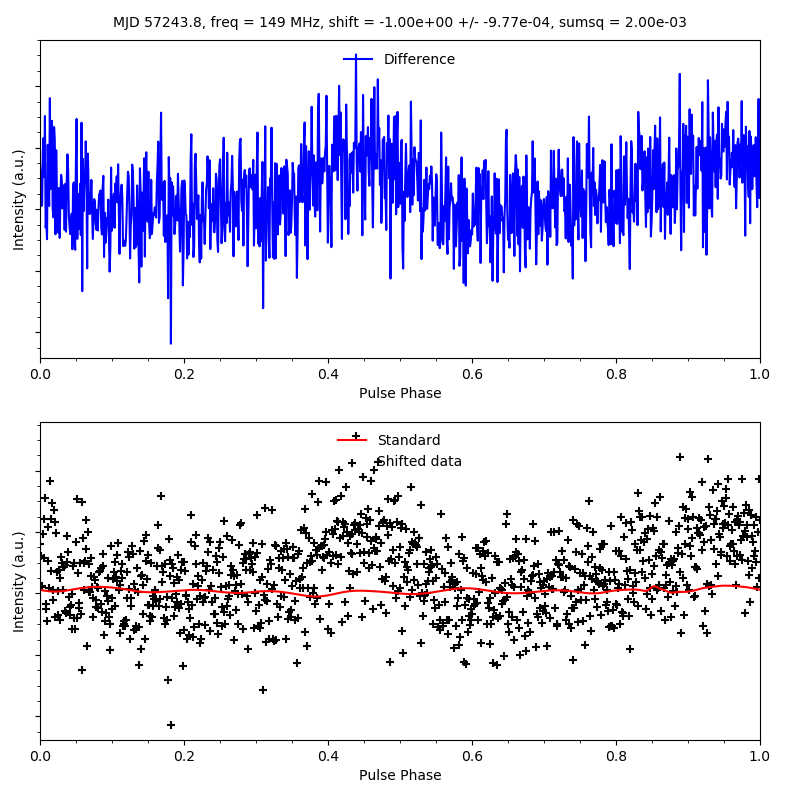 MJD 57243.8, freq = 149 MHz, shift = -1.00e+00 +/- -9.77e-04, sumsq = 2.00e-03
Difference
Intensity (a.u.)
0.0 0.2 0.4 0.6 0.8 1.0
Pulse Phase
Standard
Shifted data
Intensity (a.u.)
0.0 0.2 0.4 0.6 0.8 1.0
Pulse Phase